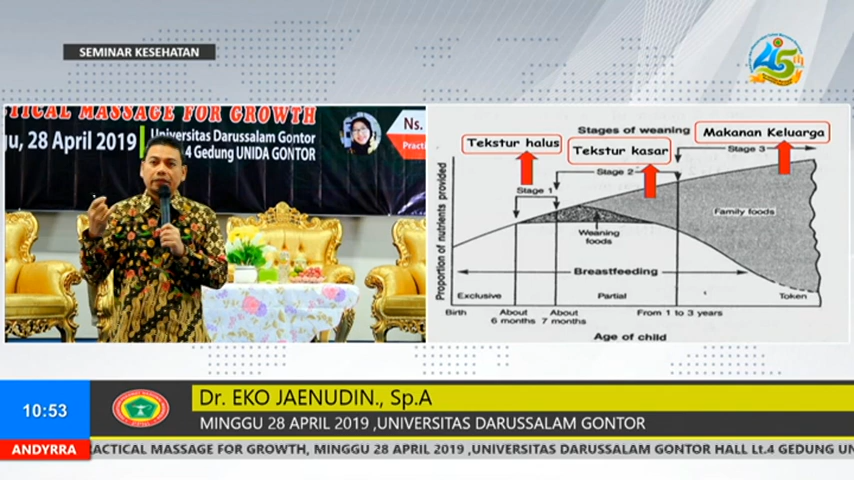 SEMINAR KESEHATAN
45th
CTICAL MASSAGE FOR GROWTH
gu, 28 April 2019
Universitas Darussalam Gontor
.4 Gedung UNIDA GONTOR
Ns.
Practi
Stages of weaning
Tekstur halus
Tekstur kasar
Makanan Keluarga
Stage 1
Stage 2
Stage 3
Proportion of nutrients provided
Weaning foods
Family foods
Breastfeeding
Exclusive
Partial
Token
Birth
About 6 months
About 7 months
From 1 to 3 years
Age of child
10:53
Dr. EKO JAENUDIN., Sp.A
MINGGU 28 APRIL 2019 ,UNIVERSITAS DARUSSALAM GONTOR
ANDYRRA
RACTICAL MASSAGE FOR GROWTH, MINGGU 28 APRIL 2019 ,UNIVERSITAS DARUSSALAM GONTOR HALL Lt.4 GEDUNG UN